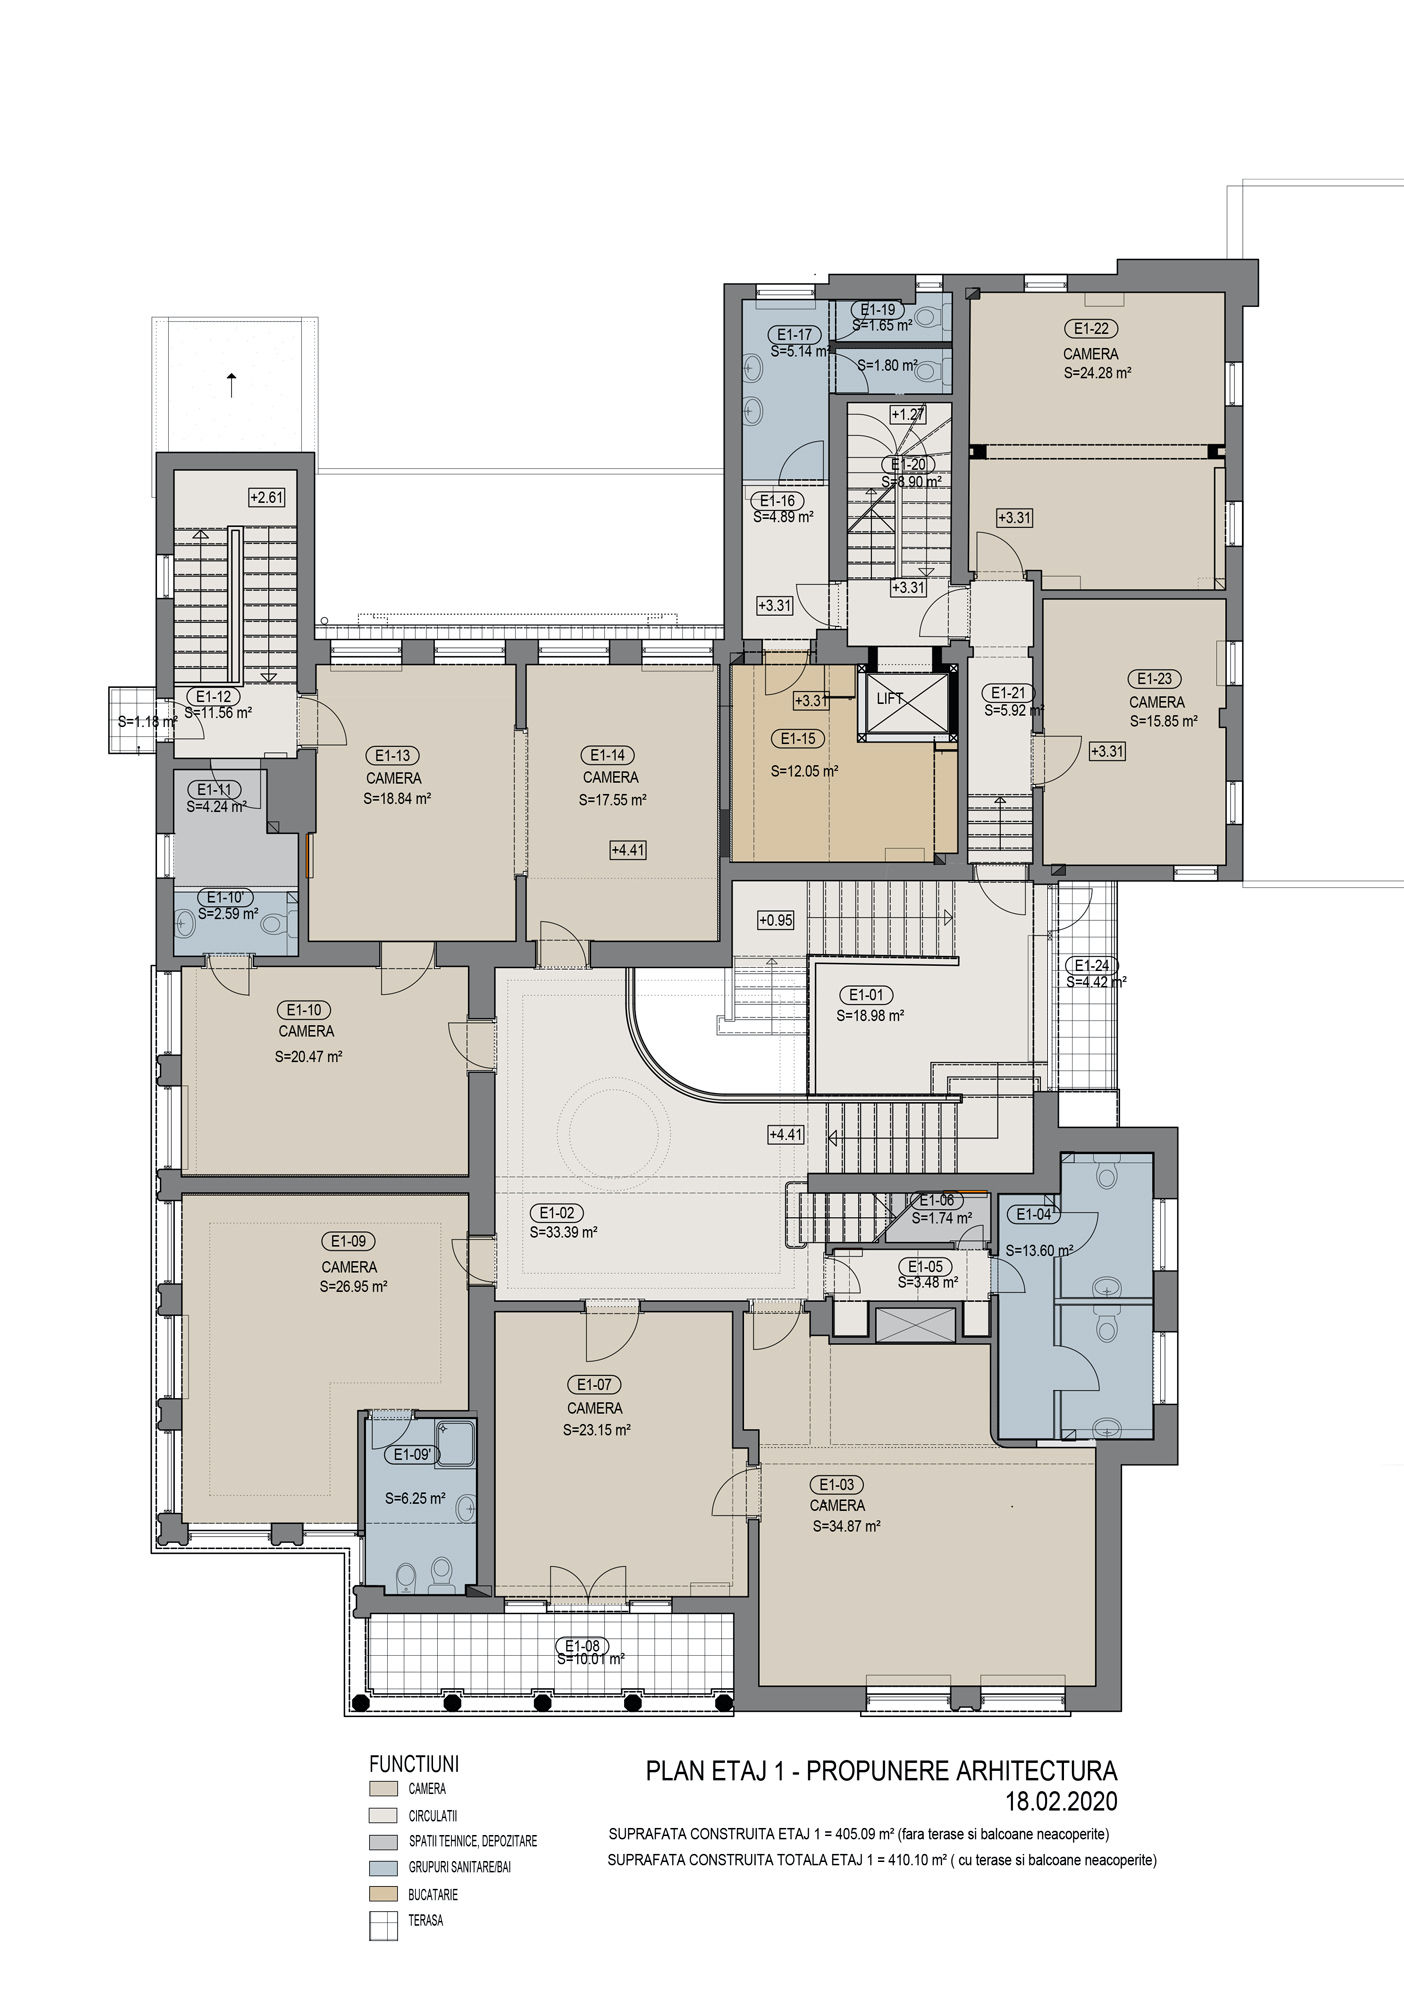 E1-19
S=1.65 m²
E1-17
S=5.14 m²
S=1.80 m²
E1-22
CAMERA
S=24.28 m²
+1.27
E1-20
S=8.90 m²
+2.61
E1-16
S=4.89 m²
+3.31
+3.31
+3.31
E1-12
S=11.56 m²
S=1.18 m²
LIFT
+3.31
E1-21
S=5.92 m²
E1-23
CAMERA
S=15.85 m²
+3.31
E1-13
CAMERA
S=18.84 m²
E1-14
CAMERA
S=17.55 m²
+4.41
E1-15
S=12.05 m²
E1-11
S=4.24 m²
E1-10'
S=2.59 m²
+0.95
E1-01
S=18.98 m²
E1-24
S=4.42 m²
E1-10
CAMERA
S=20.47 m²
+4.41
E1-02
S=33.39 m²
E1-06
S=1.74 m²
E1-04
S=13.60 m²
E1-05
S=3.48 m²
E1-09
CAMERA
S=26.95 m²
E1-07
CAMERA
S=23.15 m²
E1-09'
S=6.25 m²
E1-03
CAMERA
S=34.87 m²
E1-08
S=10.01 m²
FUNCTIUNI
CAMERA
CIRCULATII
SPATII TEHNICE, DEPOZITARE
GRUPURI SANITARE/BAI
BUCATARIE
TERASA
PLAN ETAJ 1 - PROPUNERE ARHITECTURA
18.02.2020
SUPRAFATA CONSTRUITA ETAJ 1 = 405.09 m² (fara terase si balcoane neacoperite)
SUPRAFATA CONSTRUITA TOTALA ETAJ 1 = 410.10 m² ( cu terase si balcoane neacoperite)